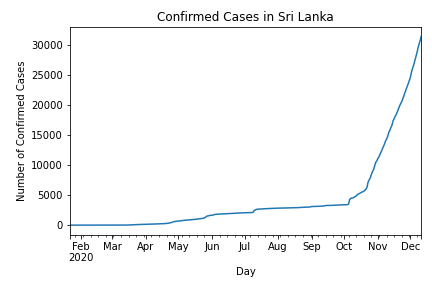 Confirmed Cases in Sri Lanka
Number of Confirmed Cases
30000
25000
20000
15000
10000
5000
0
Feb Mar Apr May Jun Jul Aug Sep Oct Nov Dec
2020
Day